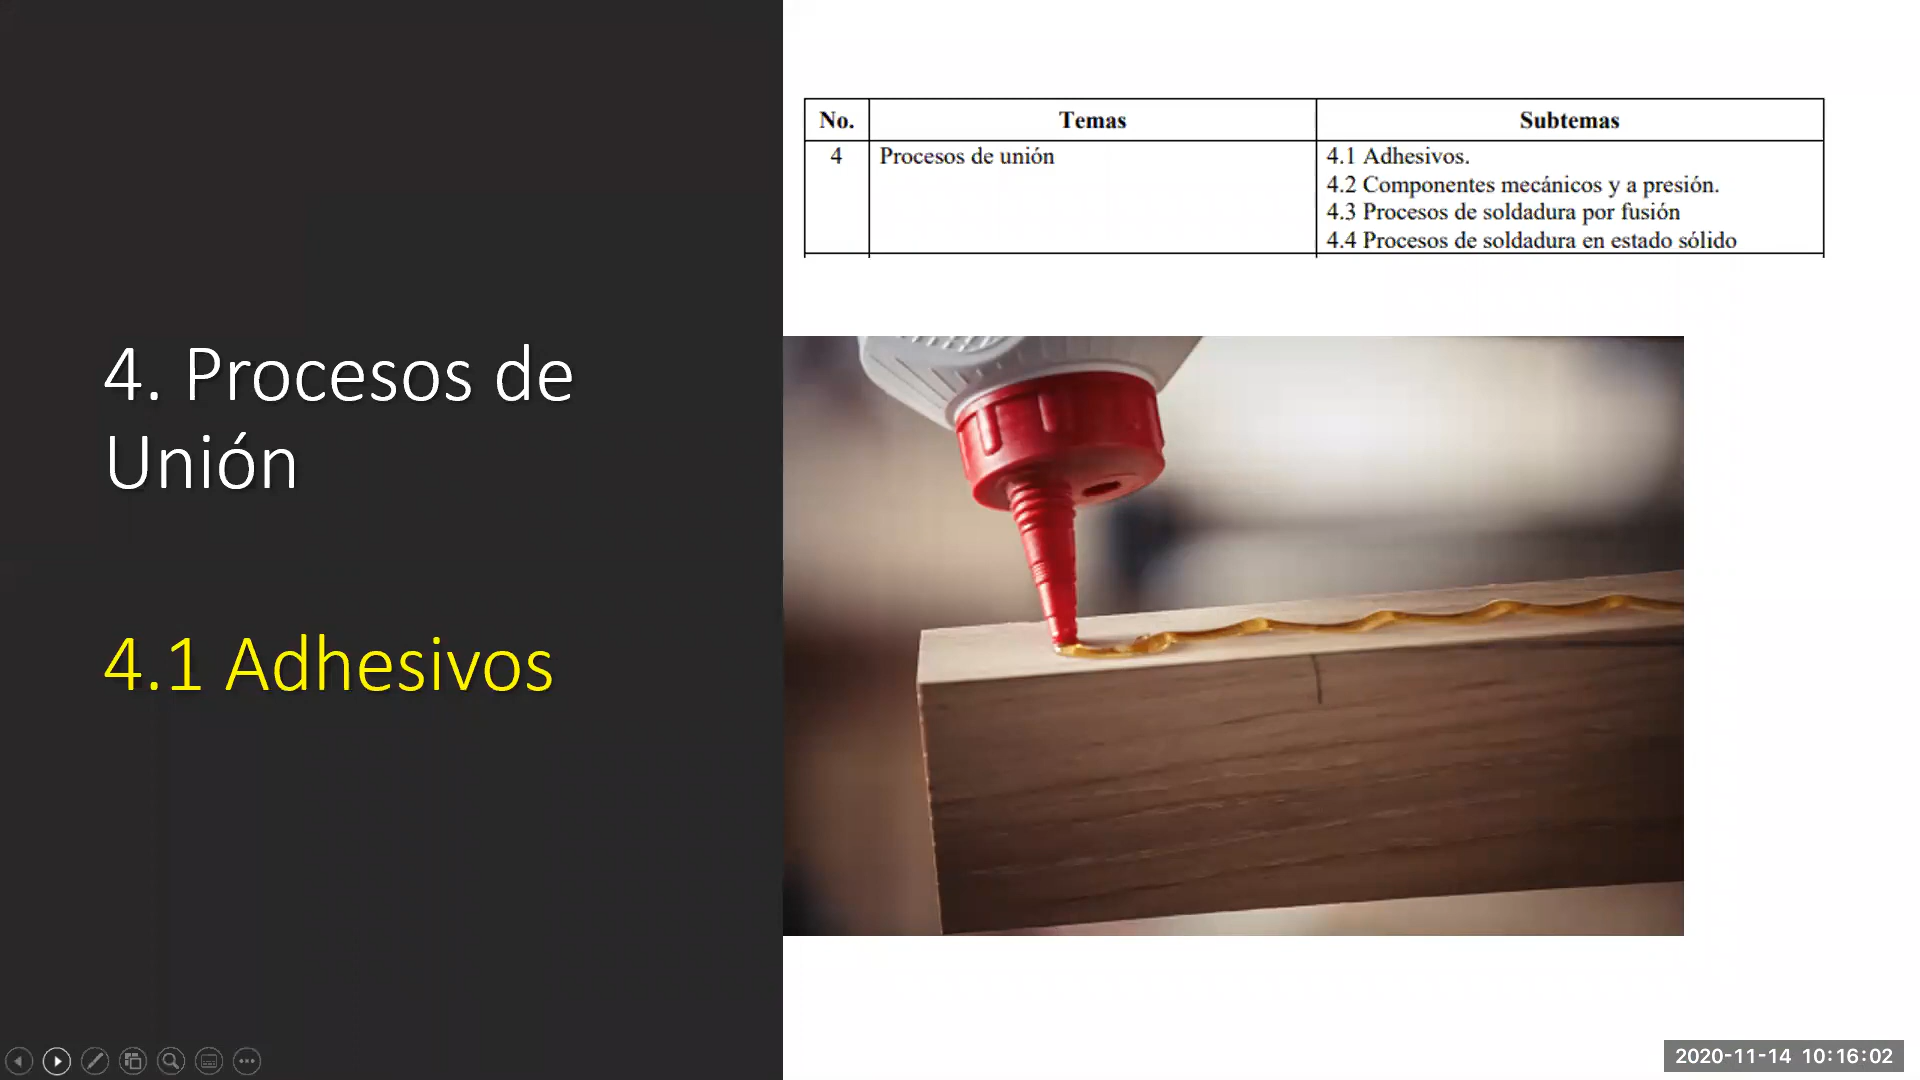 4. Procesos de
Unión
4.1 Adhesivos
No. Temas Subtemas
4 Procesos de unión 4.1 Adhesivos.
4.2 Componentes mecánicos y a presión.
4.3 Procesos de soldadura por fusión
4.4 Procesos de soldadura en estado sólido
2020-11-14 10:16:02